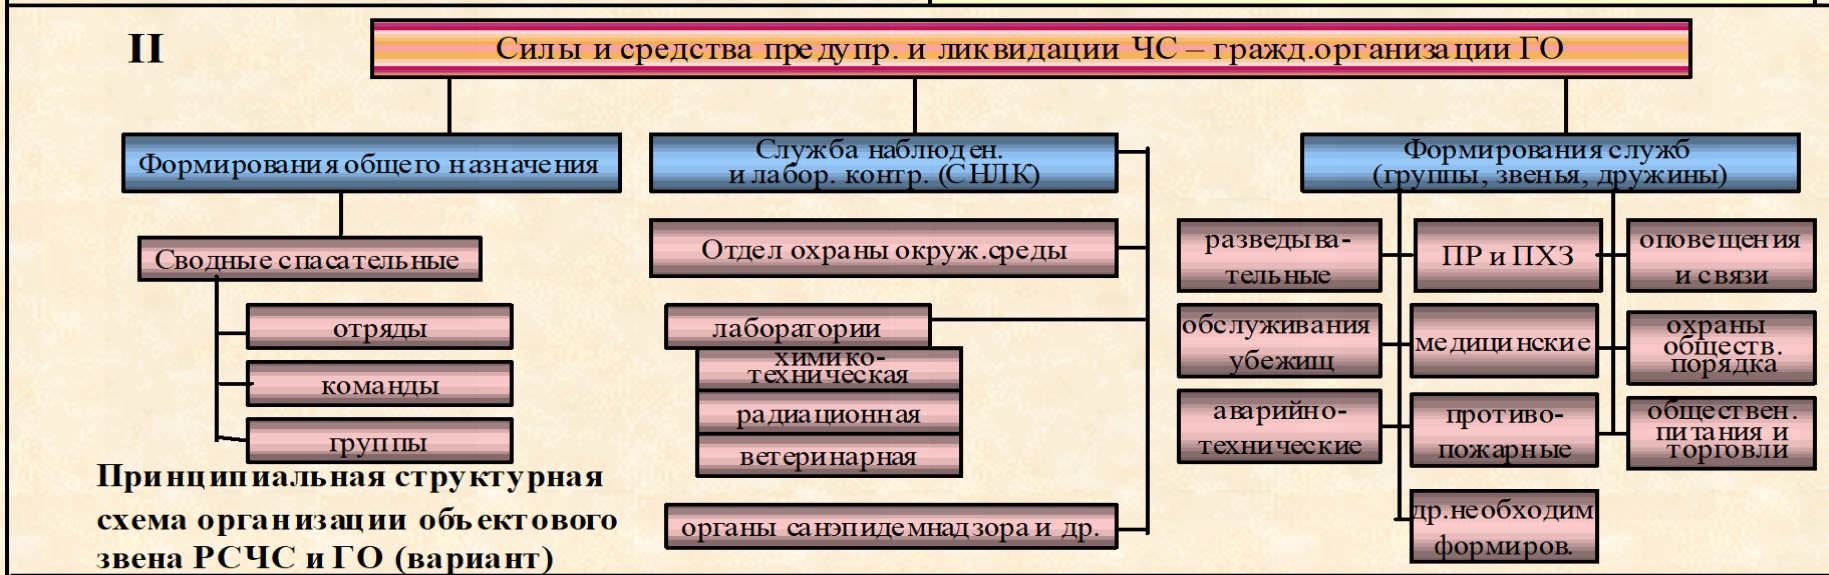 II
Силы и средства предупр. и ликвидации ЧС – гражд.организации ГО
Формирования общего назначения
Сводные спасательные
отряды
команды
группы
Принципиальная структурная
схема организации объектового
звена РСЧС и ГО (вариант)
Служба наблюден.
и лабор. контр. (СНЛК)
Отдел охраны окруж.среды
лаборатории
химико-
техническая
радиационная
ветеринарная
органы санэпидемнадзора и др.
Формирования служб
(группы, звенья, дружины)
разведыва-
тельные
ПР и ПХЗ
оповещения
и связи
обслуживания
убежищ
медицинские
охраны
обществ.
порядка
аварийно-
технические
противо-
пожарные
обществен.
питания и
торговли
др.необходим
формиров.